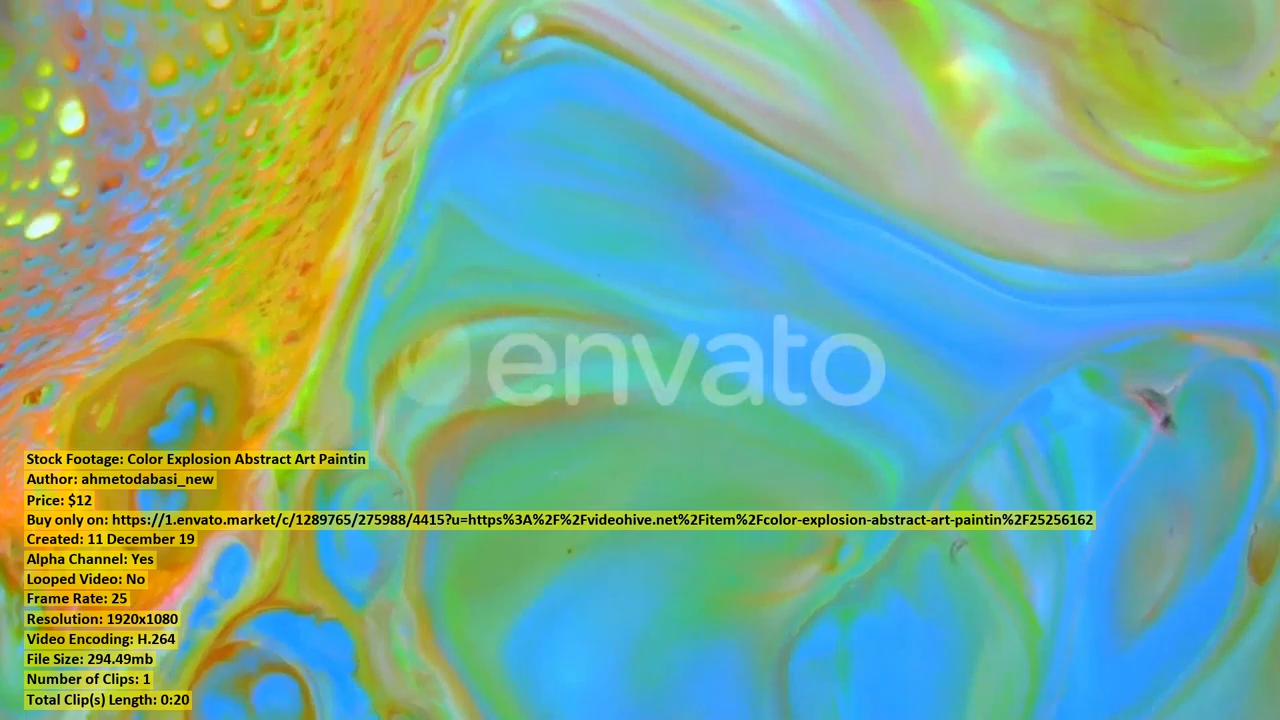 envato
Stock Footage: Color Explosion Abstract Art Paintin
Author: ahmetodabasi_new
Price: $12
Buy only on: https://1.envato.market/c/1289765/275988/4415?u=https%3A%2F%2Fvideohive.net%2Fitem%2Fcolor-explosion-abstract-art-paintin%2F25256162
Created: 11 December 19
Alpha Channel: Yes
Looped Video: No
Frame Rate: 25
Resolution: 1920x1080
Video Encoding: H.264
File Size: 294.49mb
Number of Clips: 1
Total Clip(s) Length: 0:20